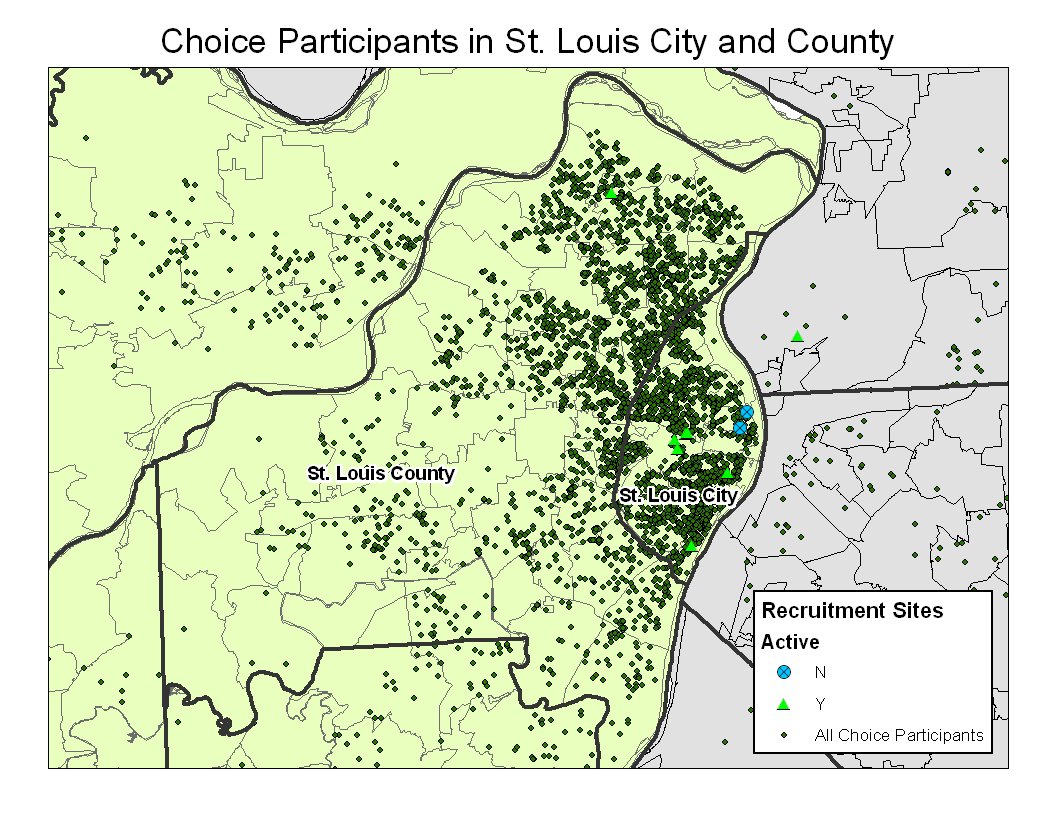 Choice Participants in St. Louis City and County
St. Louis County
St. Louis City
Recruitment Sites
Active
N
Y
All Choice Participants